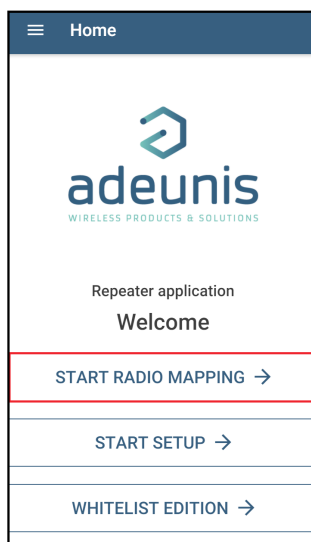 Home
adeunis
WIRELESS PRODUCTS & SOLUTIONS
Repeater application
Welcome
START RADIO MAPPING →
START SETUP →
WHITELIST EDITION →